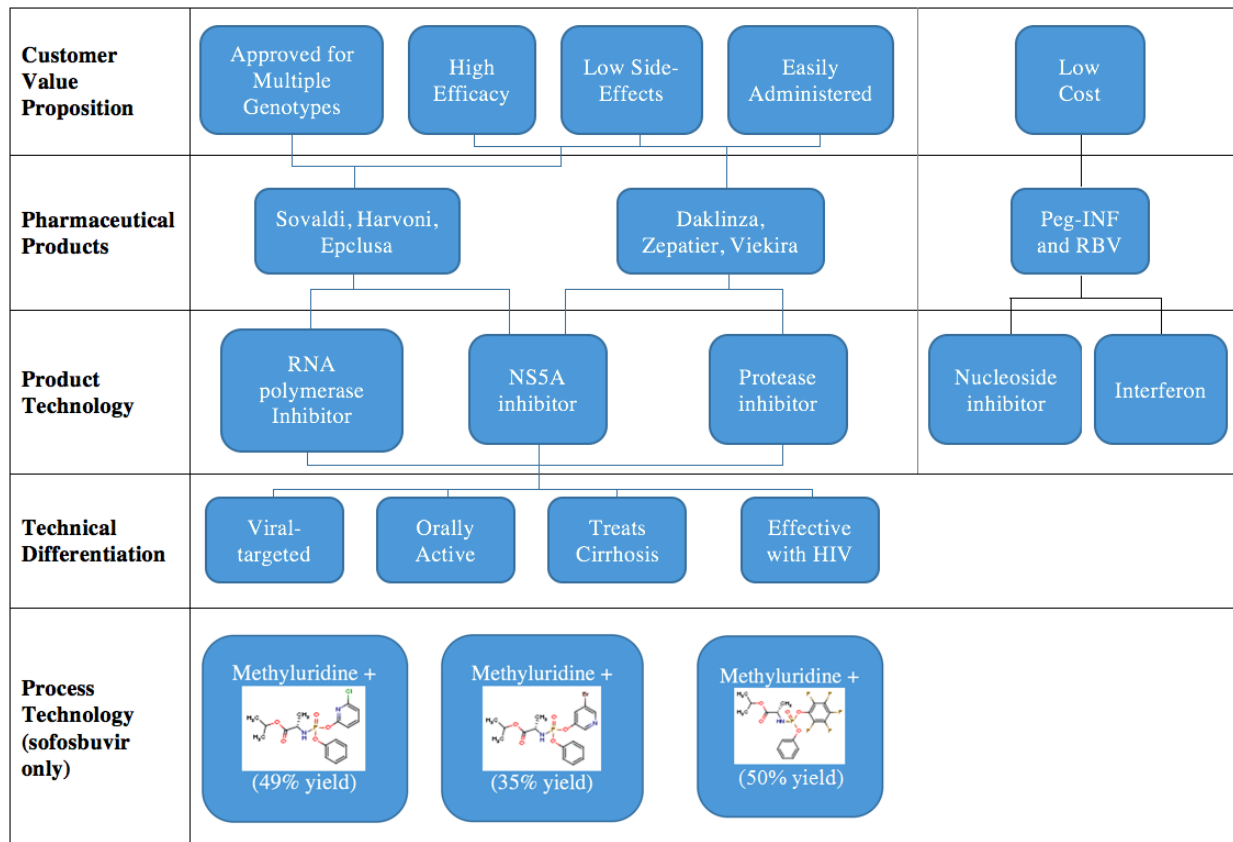 Customer
Value
Proposition
Approved for
Multiple
Genotypes
High
Efficacy
Low Side-
Effects
Easily
Administered
Low
Cost
Pharmaceutical
Products
Sovaldi, Harvoni,
Epclusa
Daklinza,
Zepatier, Viekira
Peg-INF
and RBV
Product
Technology
RNA
polymerase
Inhibitor
NS5A
inhibitor
Protease
inhibitor
Nucleoside
inhibitor
Interferon
Technical
Differentiation
Viral-
targeted
Orally
Active
Treats
Cirrhosis
Effective
with HIV
Process
Technology
(sofosbuvir
only)
Methyluridine +
(49% yield)
Methyluridine +
(35% yield)
Methyluridine +
(50% yield)